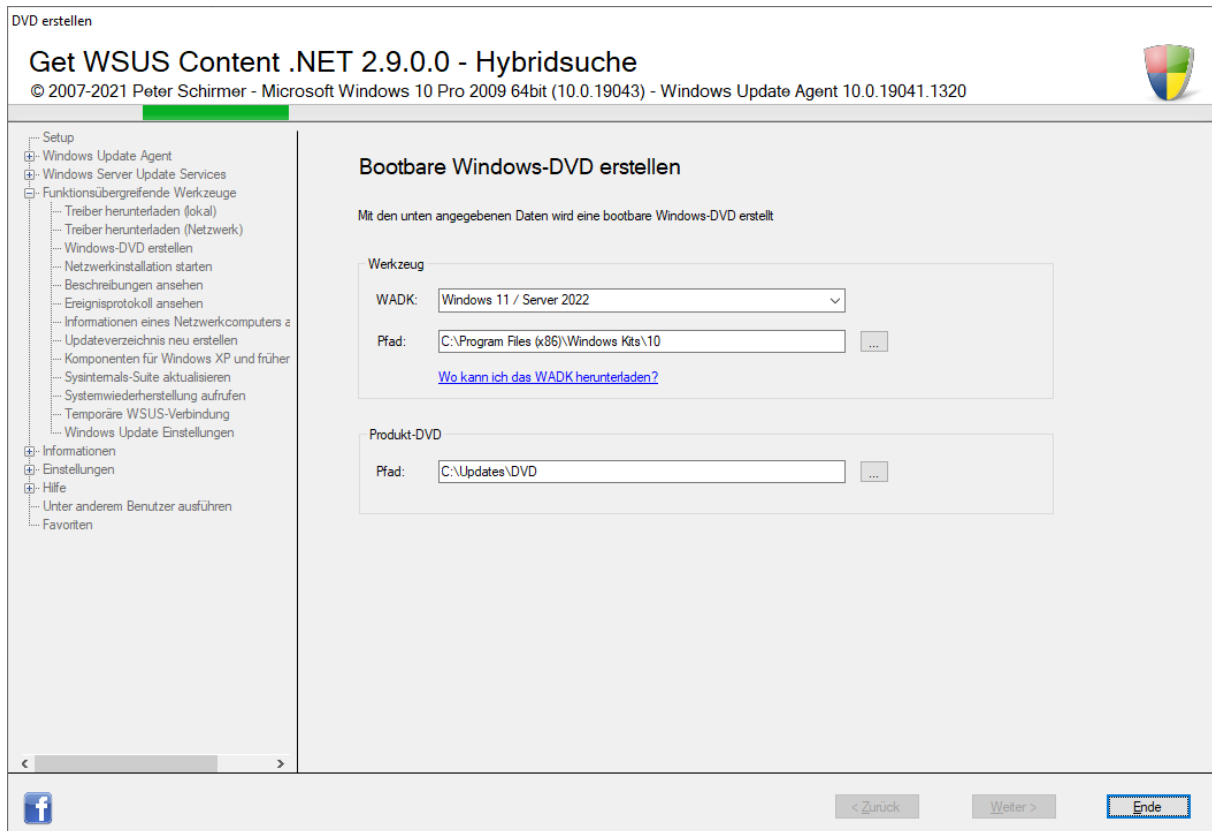 DVD erstellen
Get WSUS Content .NET 2.9.0.0 - Hybridsuche
© 2007-2021 Peter Schirmer - Microsoft Windows 10 Pro 2009 64bit (10.0.19043) - Windows Update Agent 10.0.19041.1320
Setup
Windows Update Agent
Windows Server Update Services
Funktionsübergreifende Werkzeuge
Treiber herunterladen (lokal)
Treiber herunterladen (Netzwerk)
Windows-DVD erstellen
Netzwerkinstallation starten
Beschreibungen ansehen
Ereignisprotokoll ansehen
Informationen eines Netzwerkcomputers a
Updateverzeichnis neu erstellen
Komponenten für Windows XP und früher
Sysinternals-Suite aktualisieren
Systemwiederherstellung aufrufen
Temporäre WSUS-Verbindung
Windows Update Einstellungen
Informationen
Einstellungen
Hilfe
Unter anderem Benutzer ausführen
Favoriten
Bootbare Windows-DVD erstellen
Mit den unten angegebenen Daten wird eine bootbare Windows-DVD erstellt
Werkzeug
WADK: Windows 11 / Server 2022
Pfad: C:\Program Files (x86)\Windows Kits\10 ...
Wo kann ich das WADK herunterladen?
Produkt-DVD
Pfad: C:\Updates\DVD ...
< Zurück Weiter > Ende